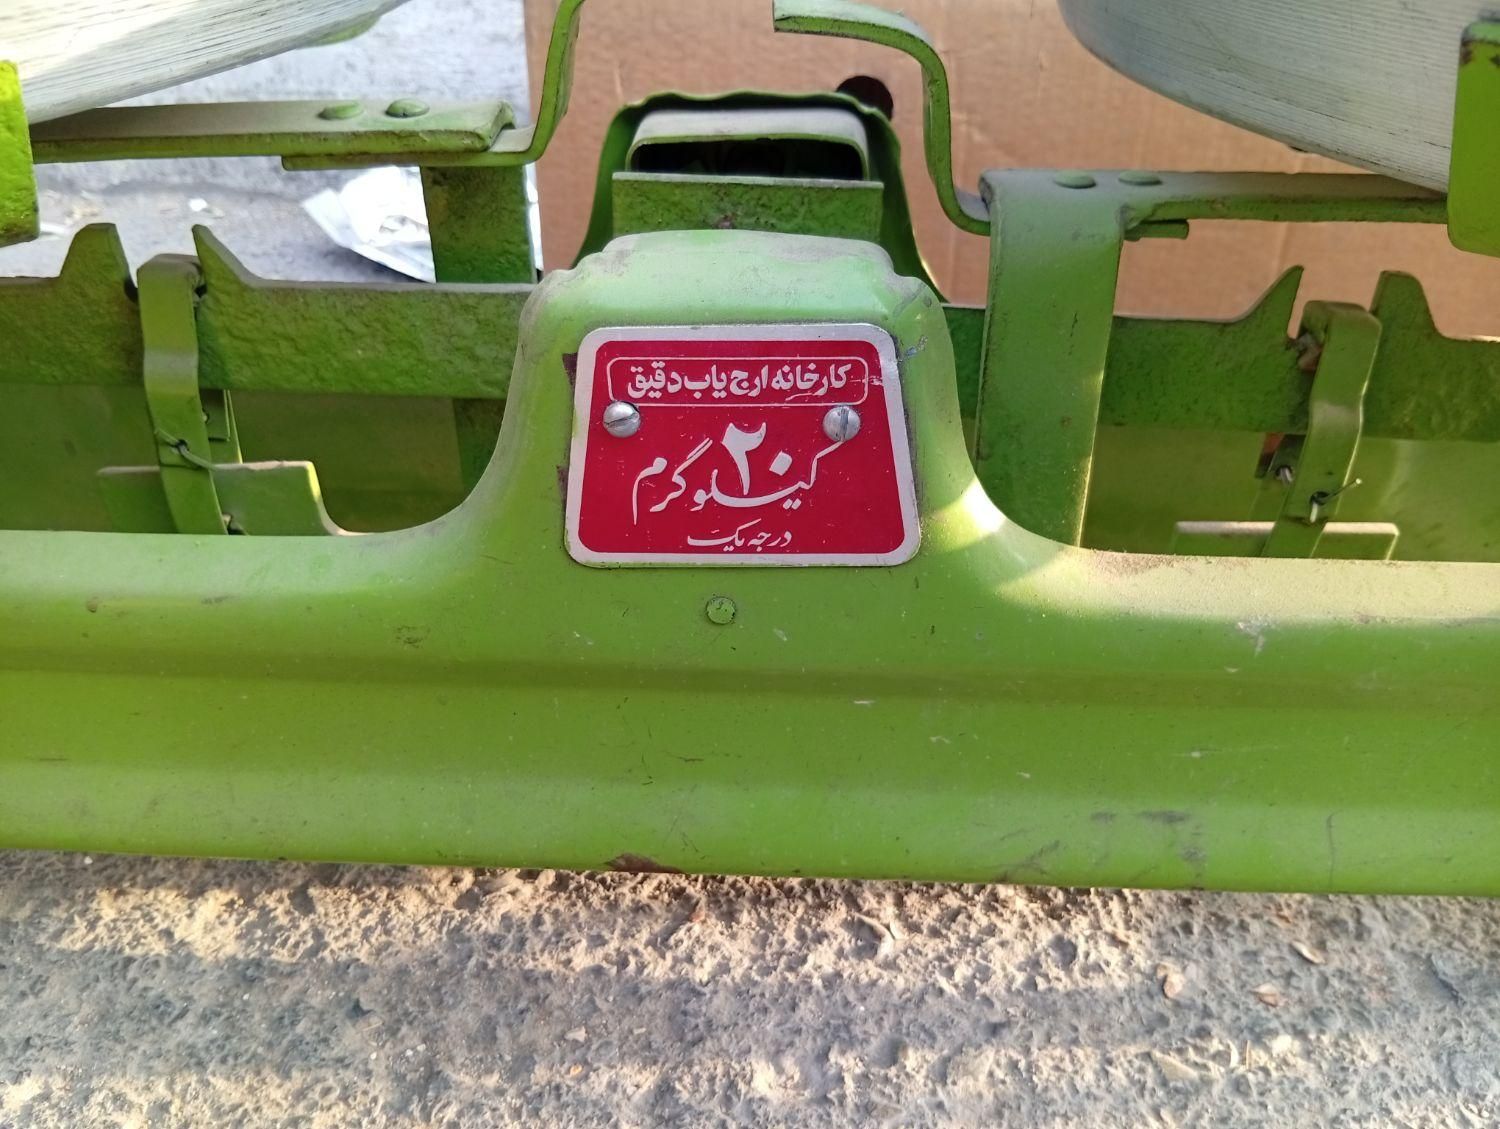 کارخانه ارج یاب دقیق
۲۰ کیلوگرم
درجه یک